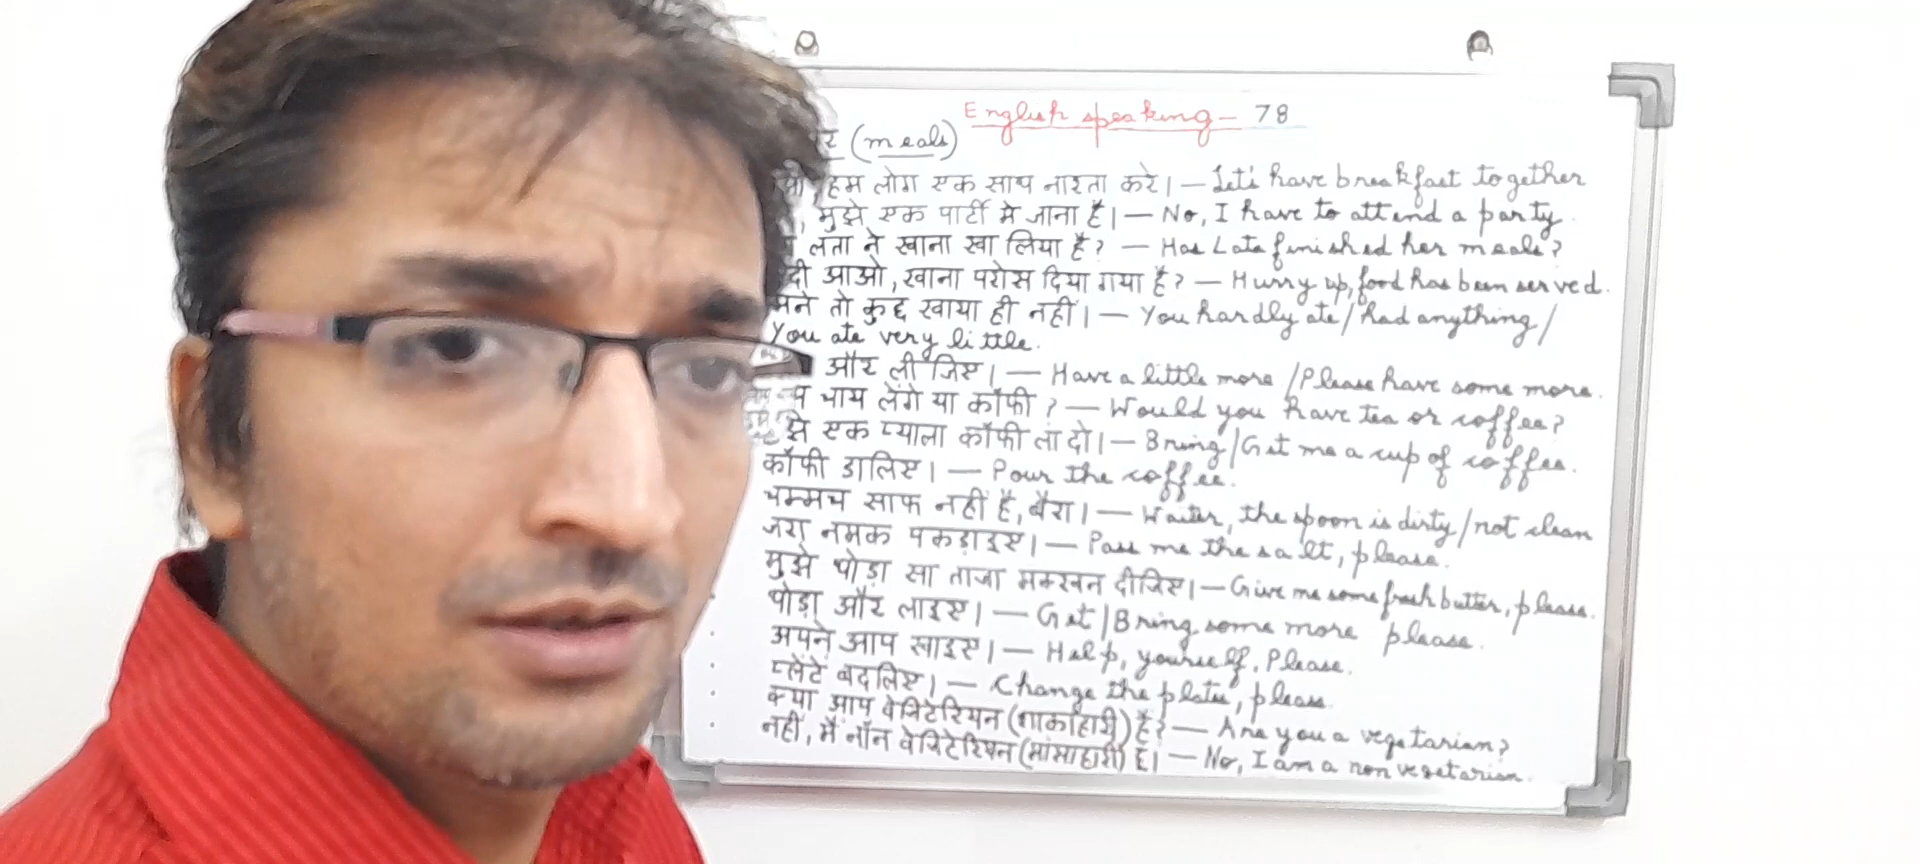 English speaking - 78
(meals)
हम लोग एक साथ नाश्ता करे। — Let's have breakfast together
, मुझे एक पार्टी मे जाना है। — No, I have to attend a party.
लता ने खाना खा लिया है? — Has Lata finished her meals?
आओ, खाना परोस दिया गया है? — Hurry up, food has been served.
तो कुछ खाया ही नहीं। — You hardly ate/had anything/
You ate very little.
और लीजिए। — Have a little more/Please have some more.
चाय लेंगे या कॉफी? — Would you have tea or coffee?
एक प्याला कॉफी ला दो। — Bring/Get me a cup of coffee.
कॉफी डालिए। — Pour the coffee.
चम्मच साफ नहीं है, बैरा। — Waiter, the spoon is dirty/not clean
जरा नमक पकड़ाइए। — Pass me the salt, please.
मुझे थोड़ा सा ताजा मक्खन दीजिए। — Give me some fresh butter, please.
थोड़ा और लाइए। — Get/Bring some more please.
अपने आप खाइए। — Help, yourself, Please.
प्लेंटे बदलिए। — Change the plates, please.
क्या आप वेजिटेरियन (शाकाहारी) है? — Are you a vegetarian?
नहीं, मैं नॉन वेजिटेरियन (मांसाहारी) हूँ। — No, I am a non vegetarian.